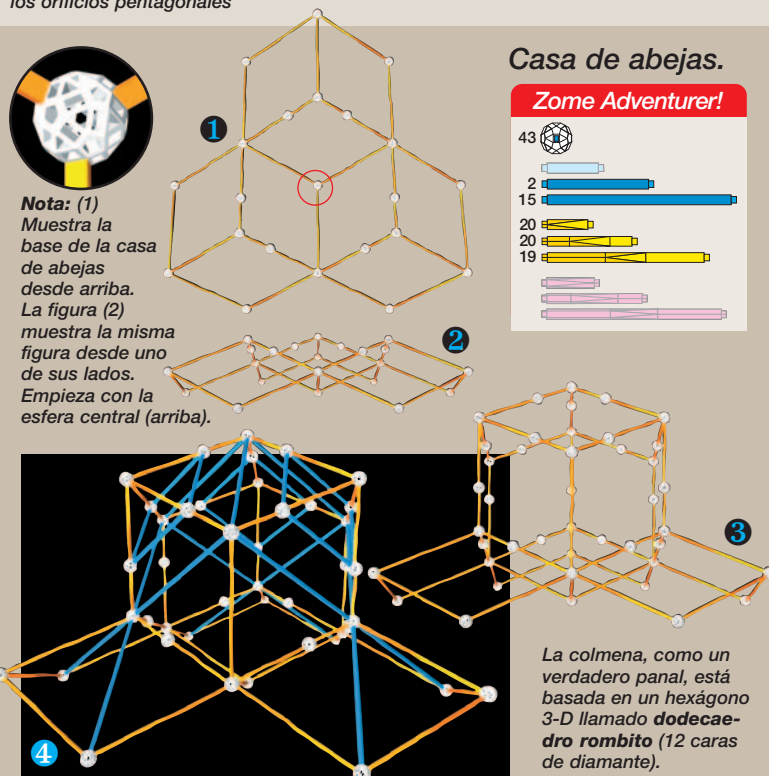 los orificios pentagonales
Casa de abejas.
Zome Adventurer!
43
2
15
20
20
19
1
Nota: (1)
Muestra la
base de la casa
de abejas
desde arriba.
La figura (2)
muestra la misma
figura desde uno
de sus lados.
Empieza con la
esfera central (arriba).
2
3
4
La colmena, como un
verdadero panal, está
basada en un hexágono
3-D llamado dodecae-
dro rombito (12 caras
de diamante).